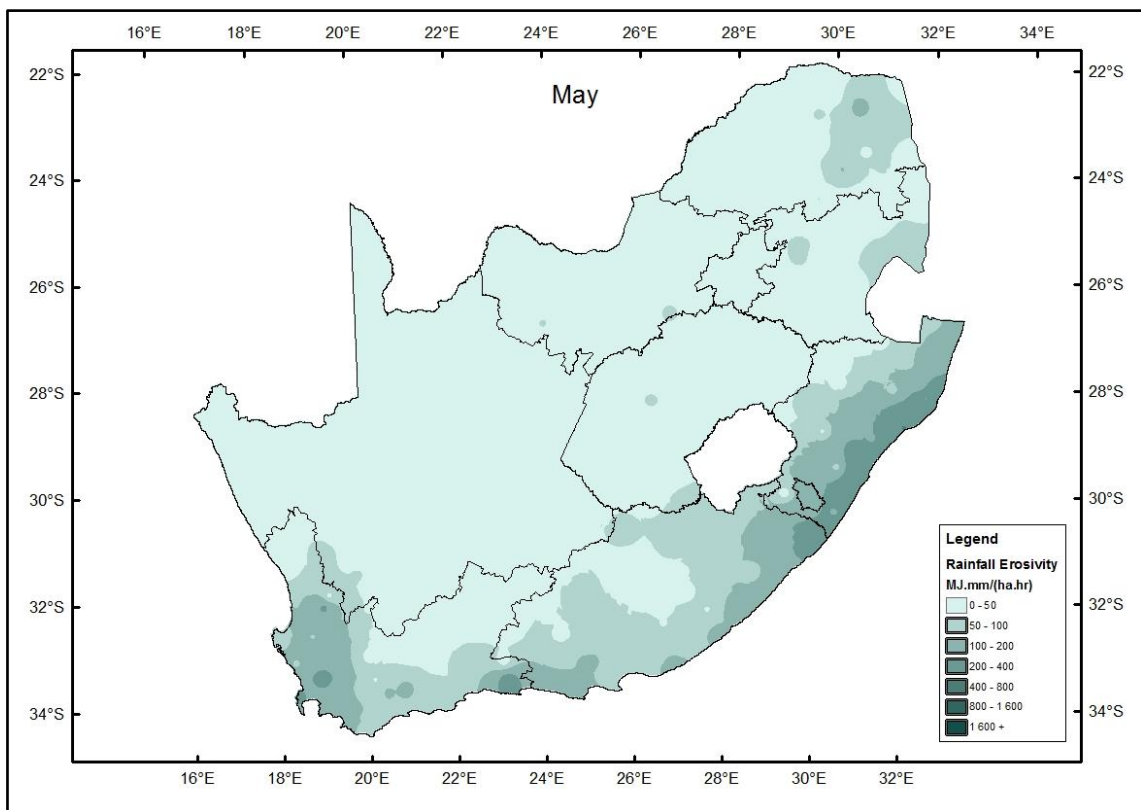 16°E 18°E 20°E 22°E 24°E 26°E 28°E 30°E 32°E 34°E
22°S 22°S
May
24°S 24°S
26°S 26°S
28°S 28°S
30°S 30°S
Legend
Rainfall Erosivity
MJ.mm/(ha.hr)
0 - 50
32°S 32°S
50 - 100
100 - 200
200 - 400
400 - 800
800 - 1 600
34°S 34°S
1 600 +
16°E 18°E 20°E 22°E 24°E 26°E 28°E 30°E 32°E